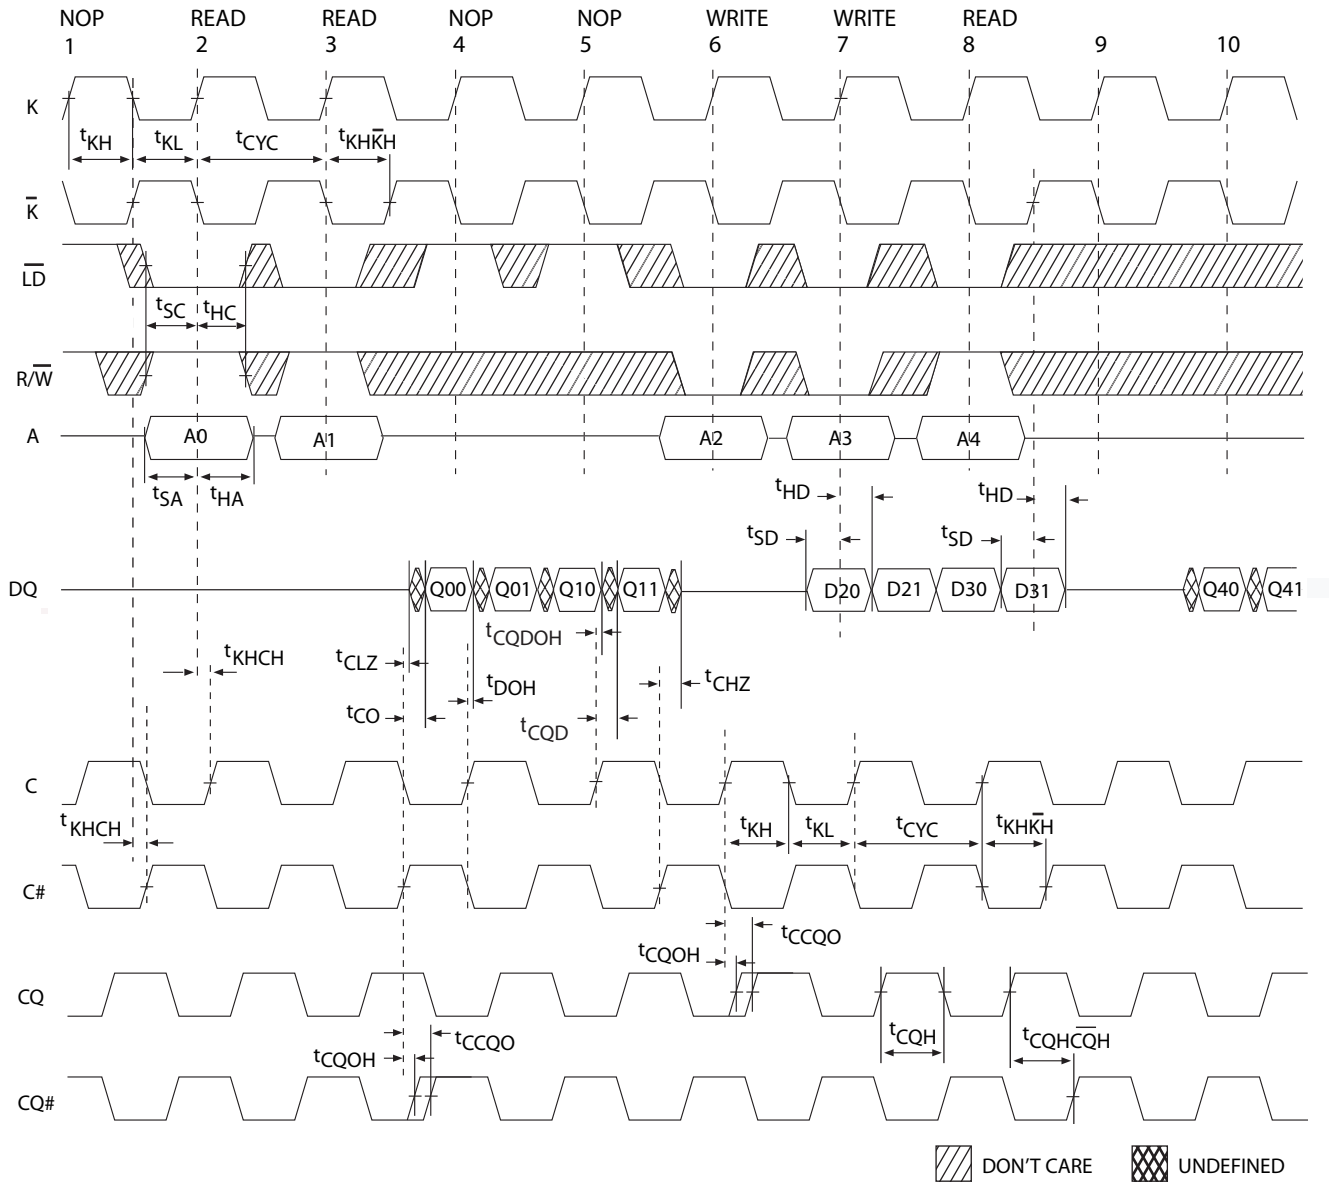 NOP READ READ NOP NOP WRITE WRITE READ
1 2 3 4 5 6 7 8 9 10
K
tKH tKL tCYC tKHK̅H
K̅
L̅D̅
tSC tHC
R/W̅
A A0 A1 A2 A3 A4
tSA tHA tHD tHD
tSD tSD
DQ Q00 Q01 Q10 Q11 D20 D21 D30 D31 Q40 Q41
tCQDOH
tKHCH tCLZ tDOH tCHZ
tCO tCQD
C
tKHCH tKH tKL tCYC tKHK̅H
C#
tCCQO
tCQOH
CQ
tCCQO tCQH tCQHC̅Q̅H
tCQOH
CQ#
DON'T CARE UNDEFINED